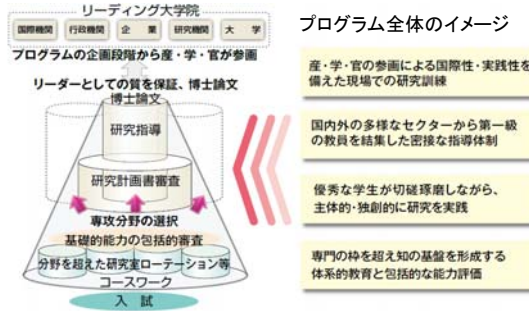 リーディング大学院
国際機関 行政機関 企 業 研究機関 大 学
プログラムの企画段階から産・学・官が参画
リーダーとしての質を保証、博士論文
博士論文
研究指導
研究計画書審査
専攻分野の選択
基礎的能力の包括的審査
分野を超えた研究室ローテーション等
コースワーク
入 試
プログラム全体のイメージ
産・学・官の参画による国際性・実践性を
備えた現場での研究訓練
国内外の多様なセクターから第一級
の教員を結集した密接な指導体制
優秀な学生が切磋琢磨しながら、
主体的・独創的に研究を実践
専門の枠を超え知の基盤を形成する
体系的教育と包括的な能力評価